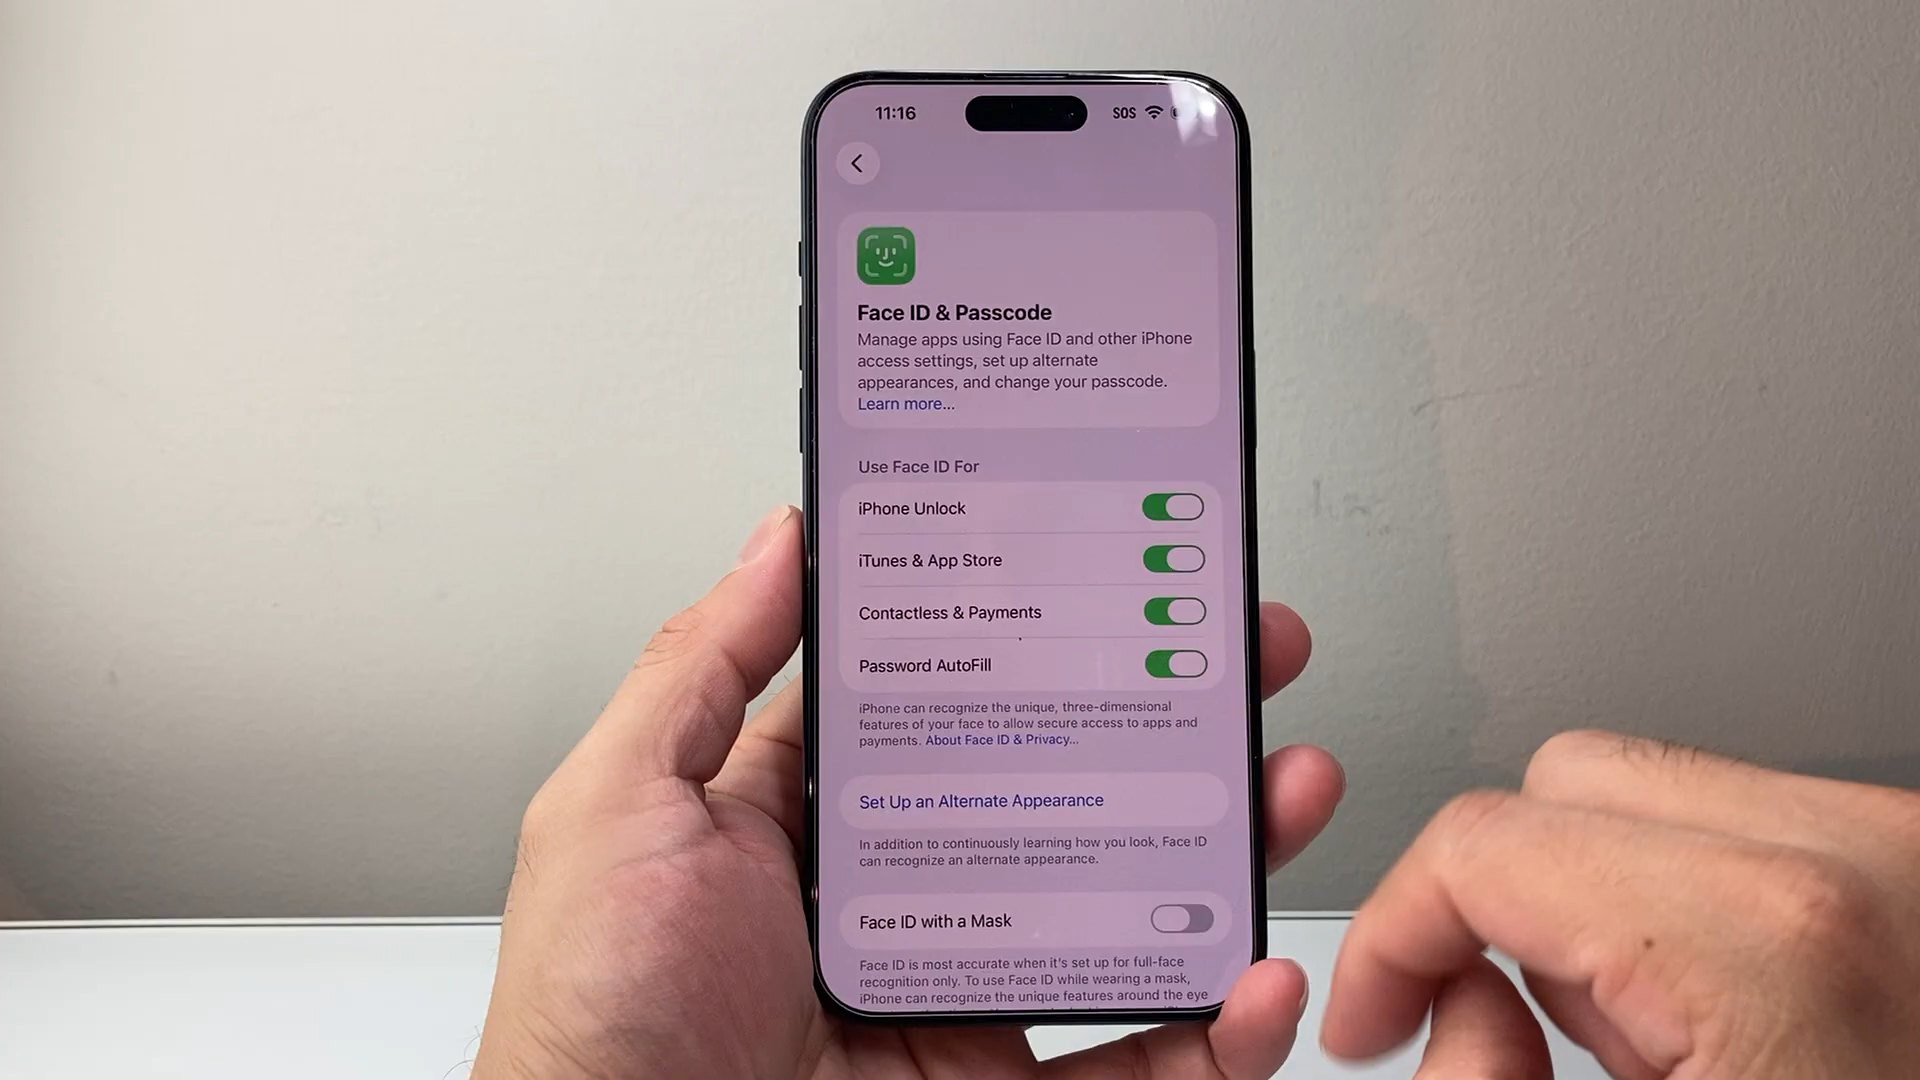 11:16
SOS
Face ID & Passcode
Manage apps using Face ID and other iPhone
access settings, set up alternate
appearances, and change your passcode.
Learn more...
Use Face ID For
iPhone Unlock
iTunes & App Store
Contactless & Payments
Password AutoFill
iPhone can recognize the unique, three-dimensional
features of your face to allow secure access to apps and
payments. About Face ID & Privacy...
Set Up an Alternate Appearance
In addition to continuously learning how you look, Face ID
can recognize an alternate appearance.
Face ID with a Mask
Face ID is most accurate when it's set up for full-face
recognition only. To use Face ID while wearing a mask,
iPhone can recognize the unique features around the eye